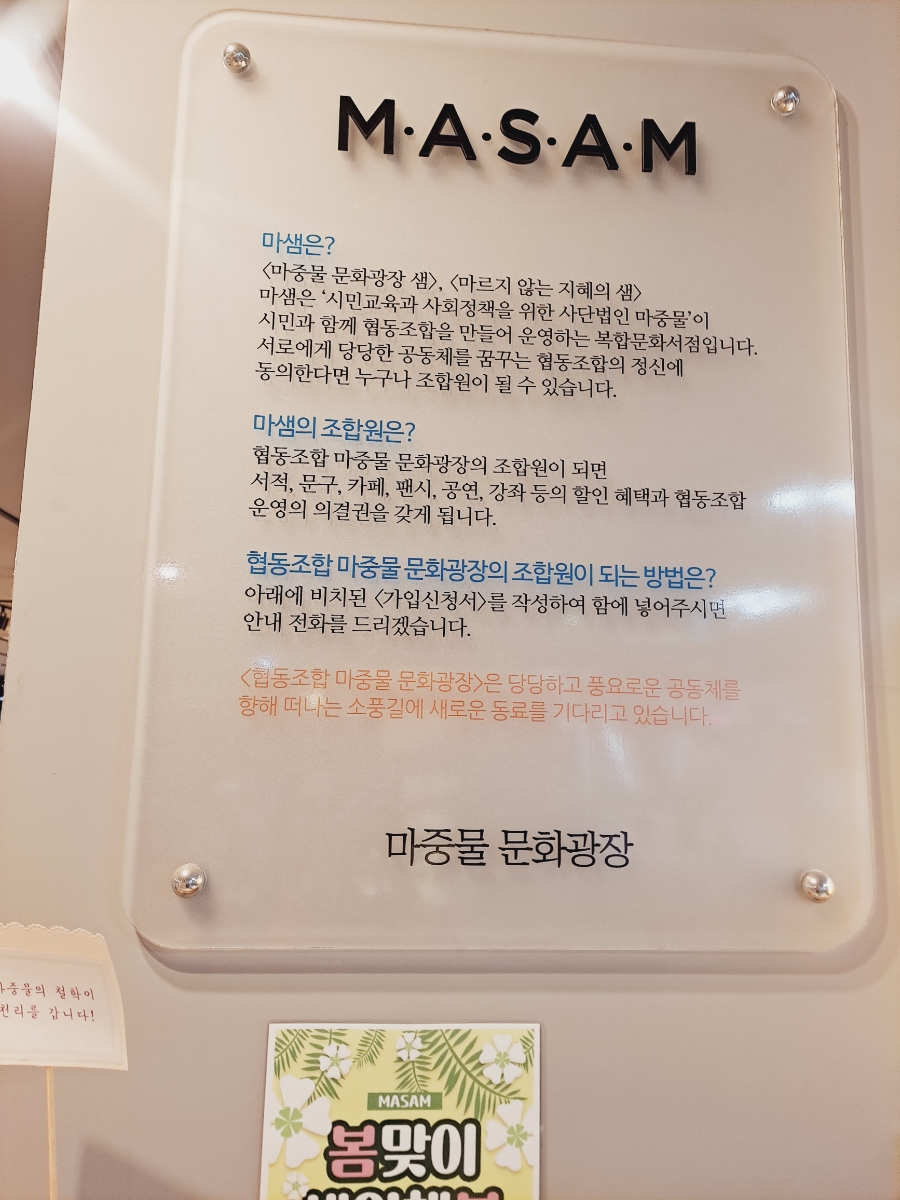 M·A·S·A·M
마샘은?
〈마중물 문화광장 샘〉, 〈마르지 않는 지혜의 샘〉
마샘은 ‘시민교육과 사회정책을 위한 사단법인 마중물’이
시민과 함께 협동조합을 만들어 운영하는 복합문화서점입니다.
서로에게 당당한 공동체를 꿈꾸는 협동조합의 정신에
동의한다면 누구나 조합원이 될 수 있습니다.
마샘의 조합원은?
협동조합 마중물 문화광장의 조합원이 되면
서적, 문구, 카페, 팬시, 공연, 강좌 등의 할인 혜택과 협동조합
운영의 의결권을 갖게 됩니다.
협동조합 마중물 문화광장의 조합원이 되는 방법은?
아래에 비치된 〈가입신청서〉를 작성하여 함에 넣어주시면
안내 전화를 드리겠습니다.
〈협동조합 마중물 문화광장〉은 당당하고 풍요로운 공동체를
향해 떠나는 소풍길에 새로운 동료를 기다리고 있습니다.
마중물 문화광장
마중물의 철학이
천리를 갑니다!
MASAM
봄맞이